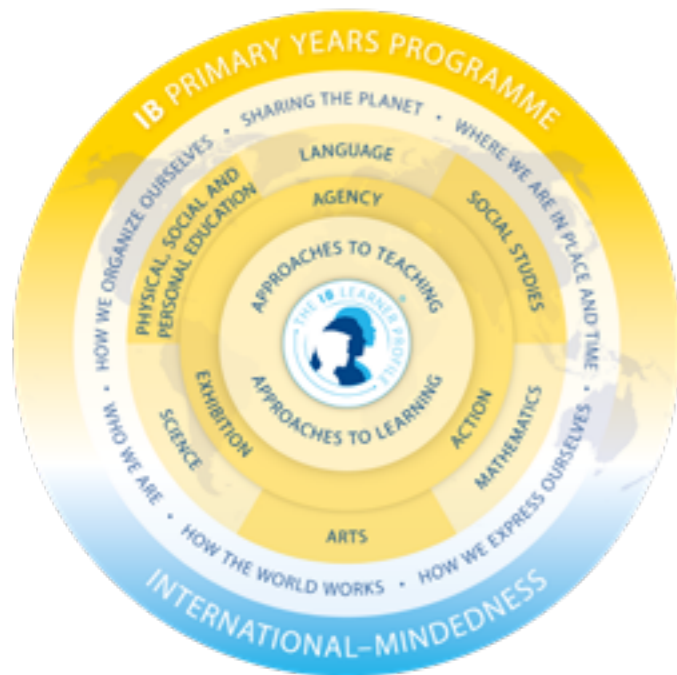 IB PRIMARY YEARS PROGRAMME
SHARING THE PLANET
•
WHERE WE ARE IN PLACE AND TIME
•
HOW WE EXPRESS OURSELVES
•
HOW THE WORLD WORKS
•
WHO WE ARE
•
HOW WE ORGANIZE OURSELVES
•
LANGUAGE
SOCIAL STUDIES
MATHEMATICS
ARTS
SCIENCE
PHYSICAL, SOCIAL AND
PERSONAL EDUCATION
AGENCY
ACTION
EXHIBITION
APPROACHES TO TEACHING
THE IB LEARNER PROFILE
APPROACHES TO LEARNING
INTERNATIONAL–MINDEDNESS